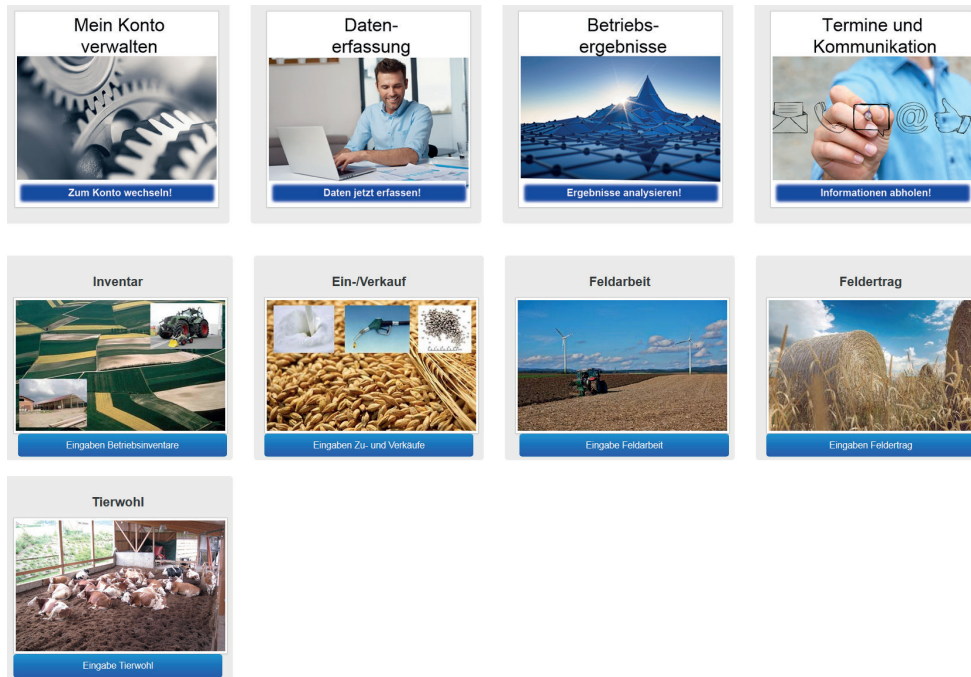 Mein Konto
verwalten
Zum Konto wechseln!
Daten-
erfassung
Daten jetzt erfassen!
Betriebs-
ergebnisse
Ergebnisse analysieren!
Termine und
Kommunikation
@
Informationen abholen!
Inventar
Eingaben Betriebsinventare
Ein-/Verkauf
Eingaben Zu- und Verkäufe
Feldarbeit
Eingabe Feldarbeit
Feldertrag
Eingaben Feldertrag
Tierwohl
Eingabe Tierwohl